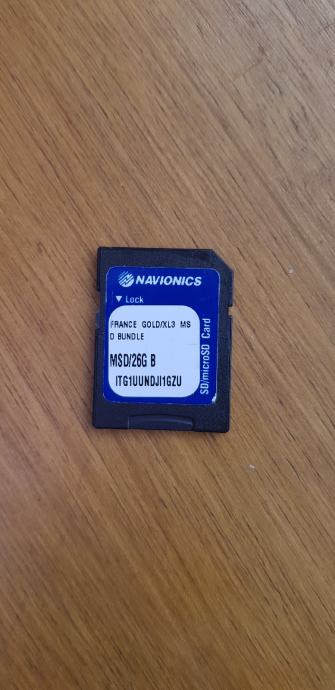 NAVIONICS
▼ Lock
FRANCE GOLD/XL3 MS
D BUNDLE
MSD/26G B
ITG1UUNDJI1GZU
SD/microSD Card